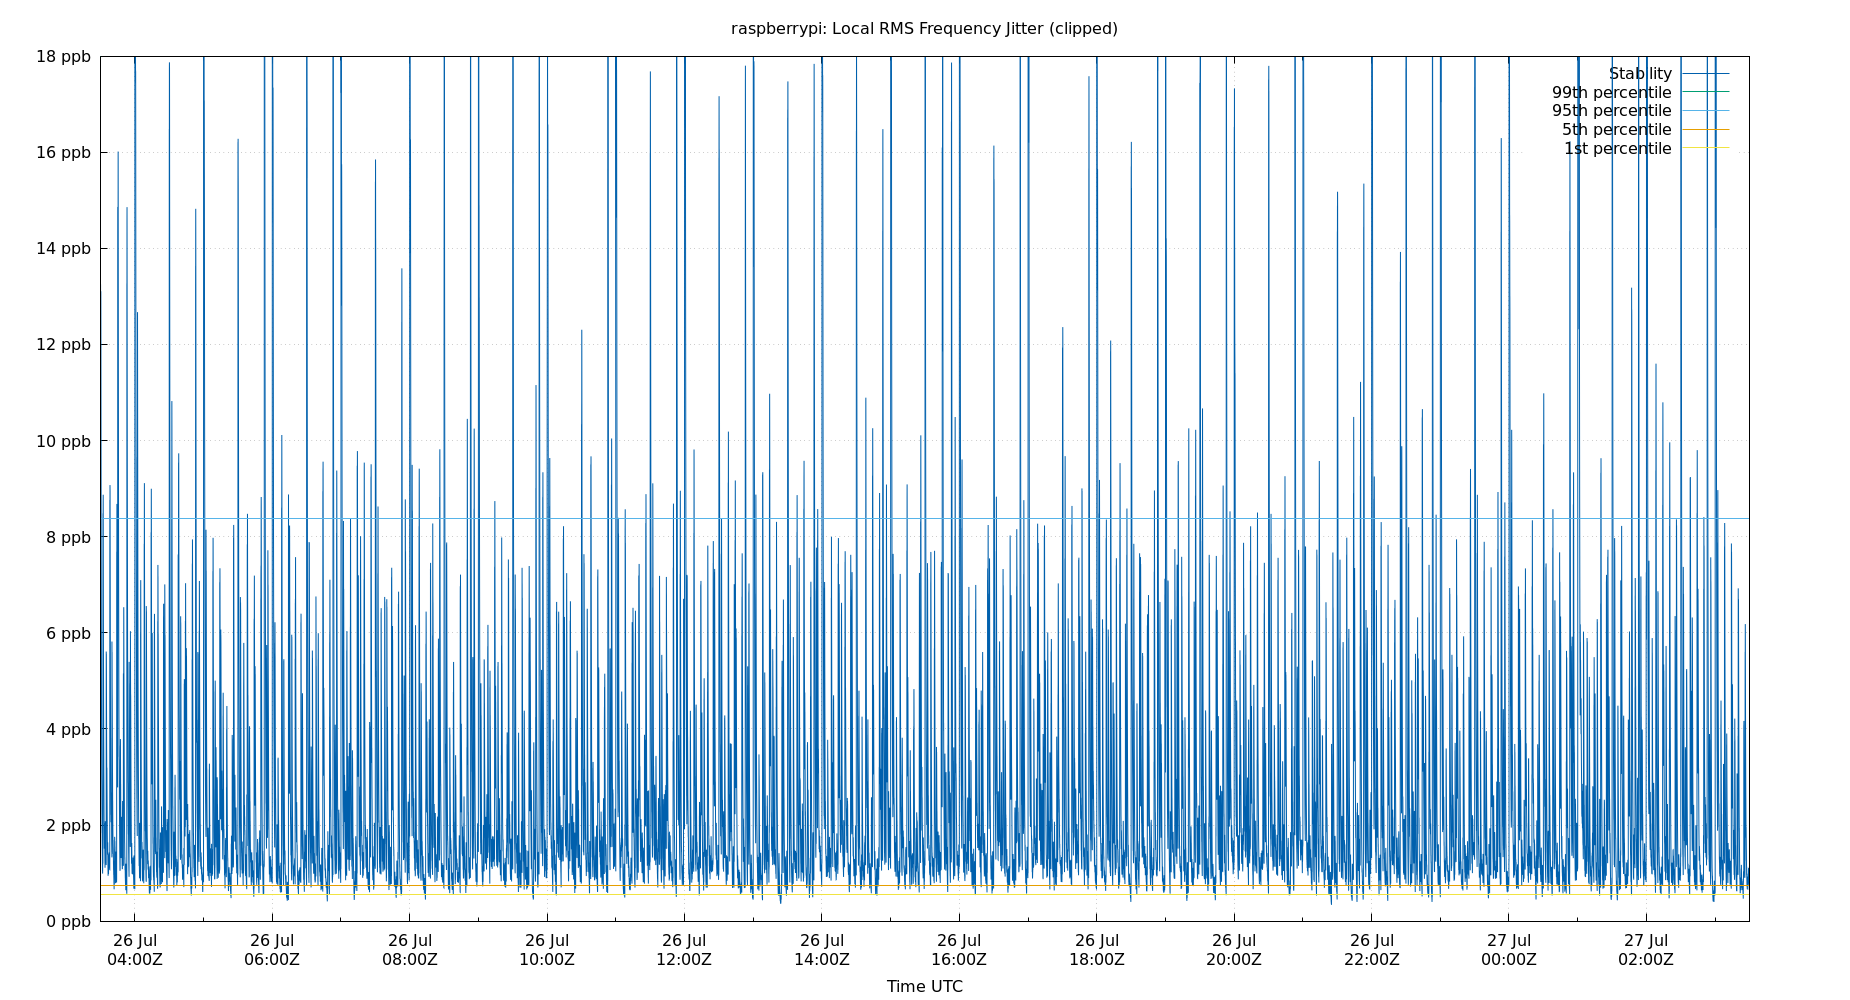 raspberrypi: Local RMS Frequency Jitter (clipped)
18 ppb
16 ppb
14 ppb
12 ppb
10 ppb
8 ppb
6 ppb
4 ppb
2 ppb
0 ppb
Stability
99th percentile
95th percentile
5th percentile
1st percentile
26 Jul 26 Jul 26 Jul 26 Jul 26 Jul 26 Jul 26 Jul 26 Jul 26 Jul 26 Jul 27 Jul 27 Jul
04:00Z 06:00Z 08:00Z 10:00Z 12:00Z 14:00Z 16:00Z 18:00Z 20:00Z 22:00Z 00:00Z 02:00Z
Time UTC